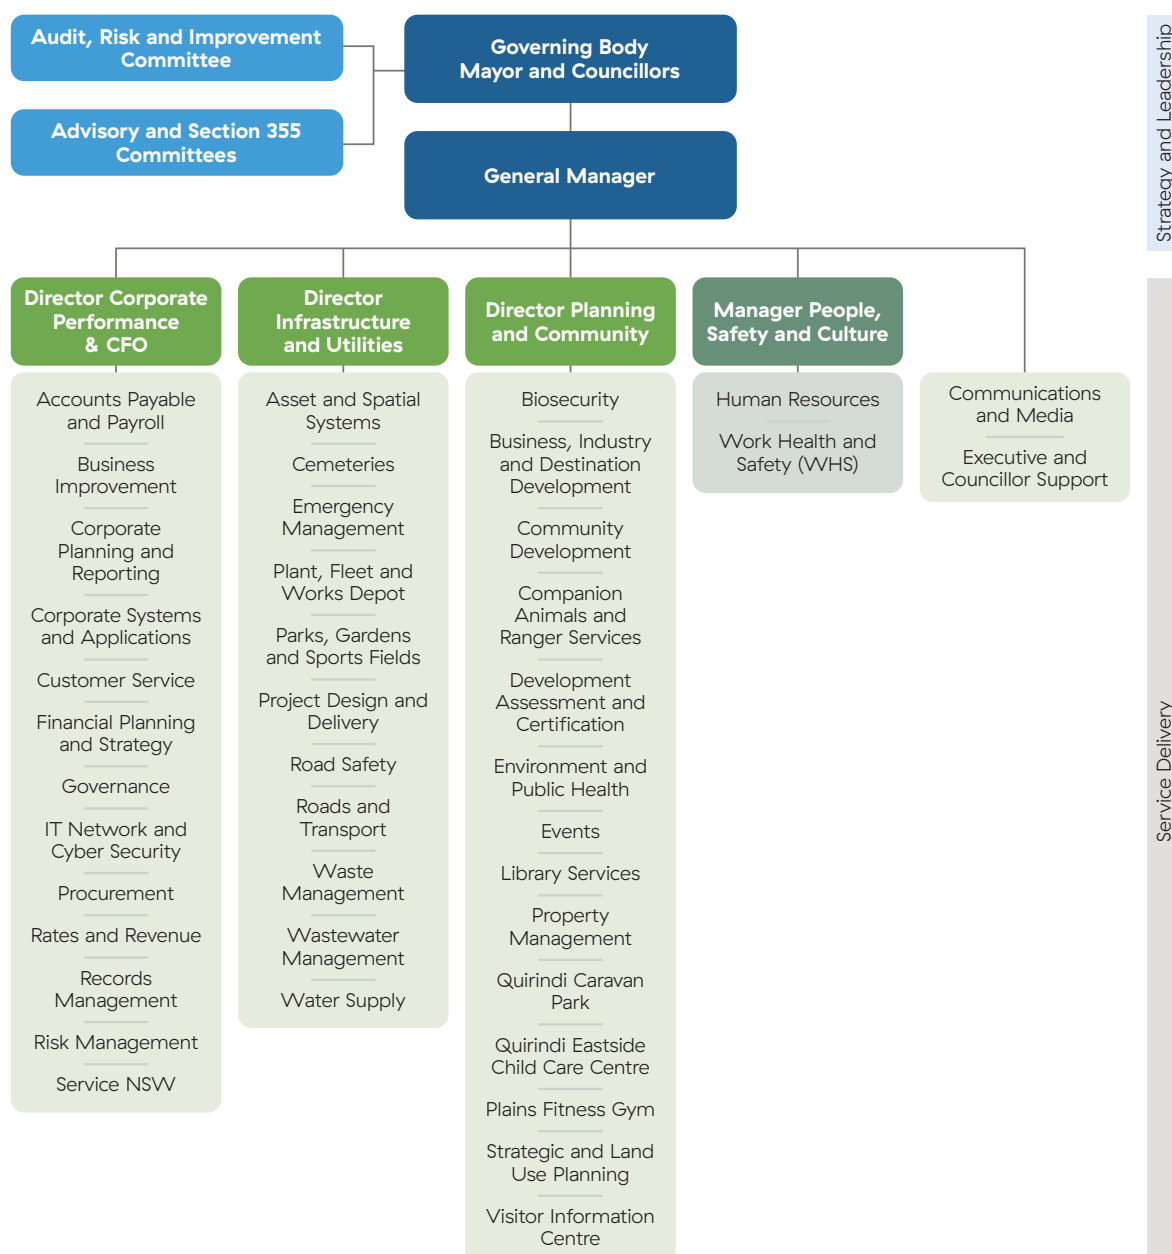 Audit, Risk and Improvement
Committee
Governing Body
Mayor and Councillors
Advisory and Section 355
Committees
General Manager
Strategy and Leadership
Director Corporate
Performance
& CFO
Accounts Payable
and Payroll
Business
Improvement
Corporate
Planning and
Reporting
Corporate Systems
and Applications
Customer Service
Financial Planning
and Strategy
Governance
IT Network and
Cyber Security
Procurement
Rates and Revenue
Records
Management
Risk Management
Service NSW
Director
Infrastructure
and Utilities
Asset and Spatial
Systems
Cemeteries
Emergency
Management
Plant, Fleet and
Works Depot
Parks, Gardens
and Sports Fields
Project Design and
Delivery
Road Safety
Roads and
Transport
Waste
Management
Wastewater
Management
Water Supply
Director Planning
and Community
Biosecurity
Business, Industry
and Destination
Development
Community
Development
Companion
Animals and
Ranger Services
Development
Assessment and
Certification
Environment and
Public Health
Events
Library Services
Property
Management
Quirindi Caravan
Park
Quirindi Eastside
Child Care Centre
Plains Fitness Gym
Strategic and Land
Use Planning
Visitor Information
Centre
Manager People,
Safety and Culture
Human Resources
Work Health and
Safety (WHS)
Communications
and Media
Executive and
Councillor Support
Service Delivery